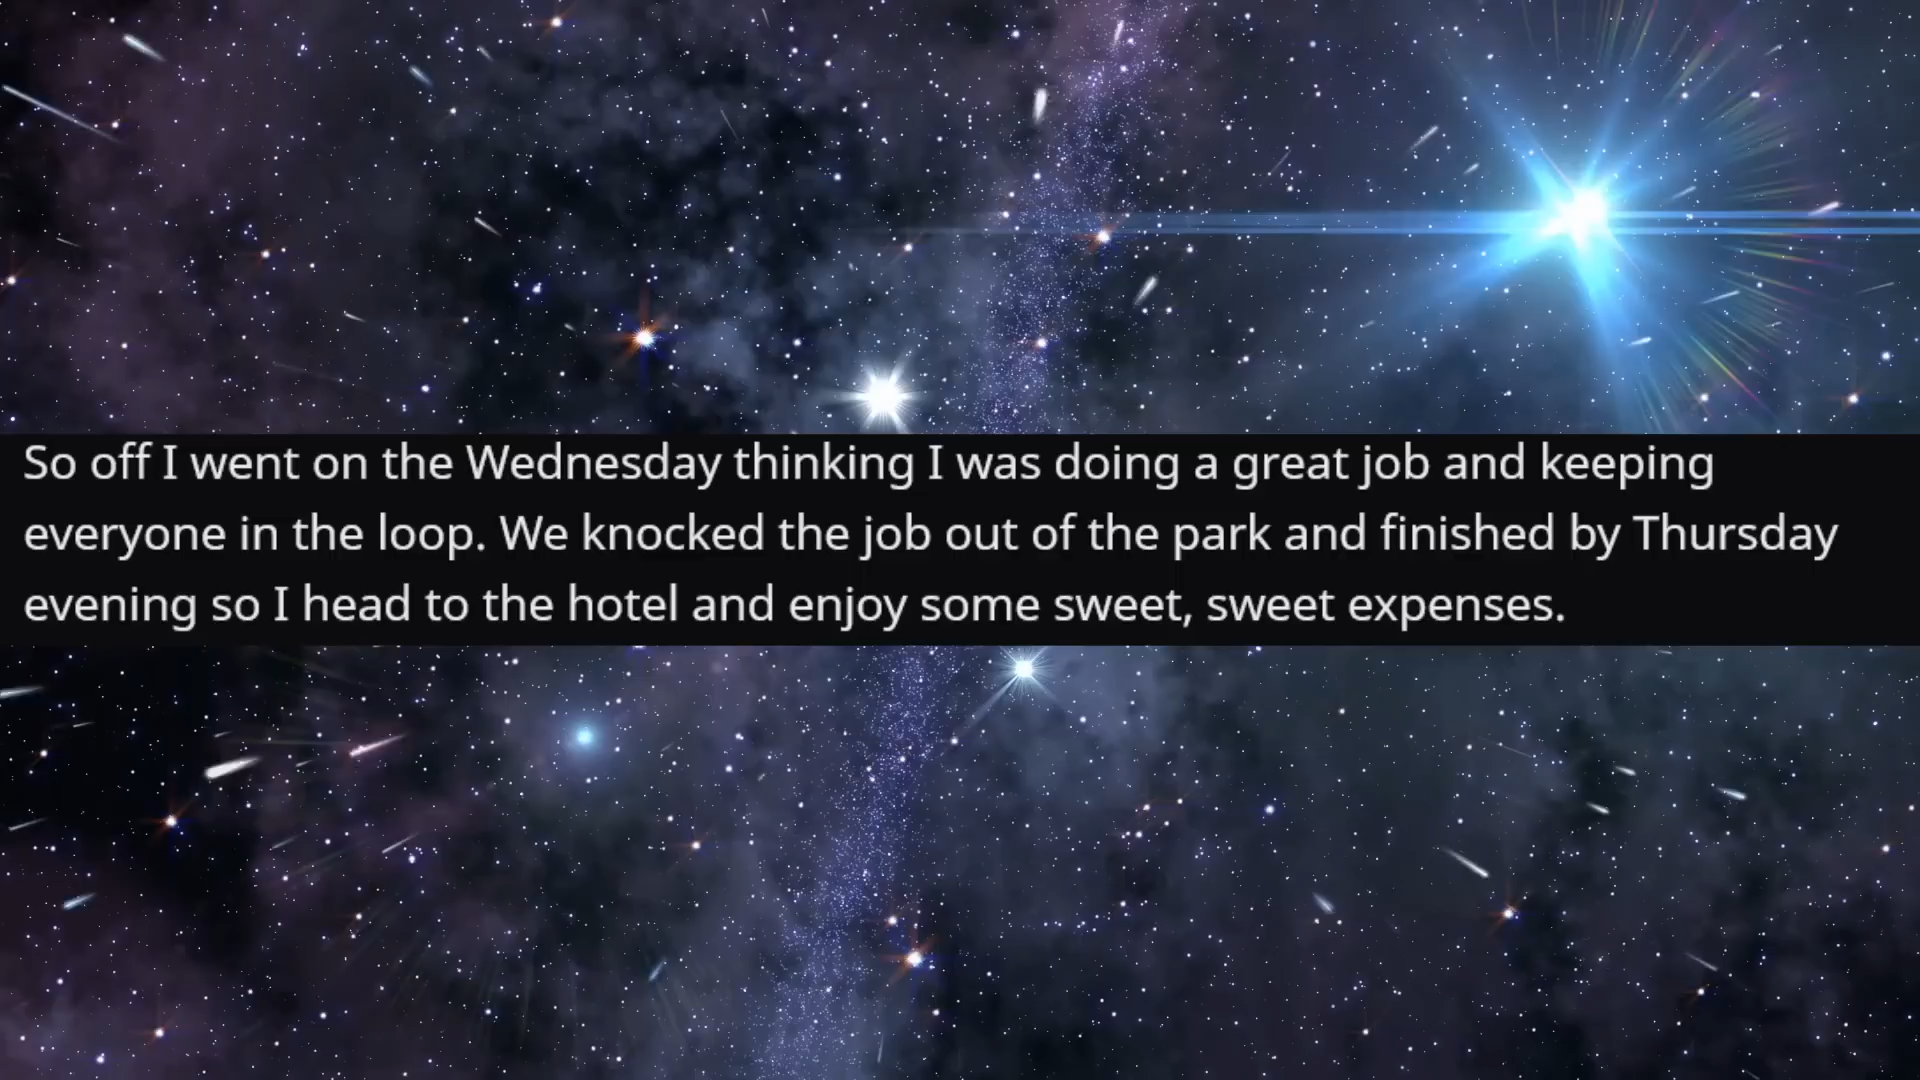 So off I went on the Wednesday thinking I was doing a great job and keeping
everyone in the loop. We knocked the job out of the park and finished by Thursday
evening so I head to the hotel and enjoy some sweet, sweet expenses.